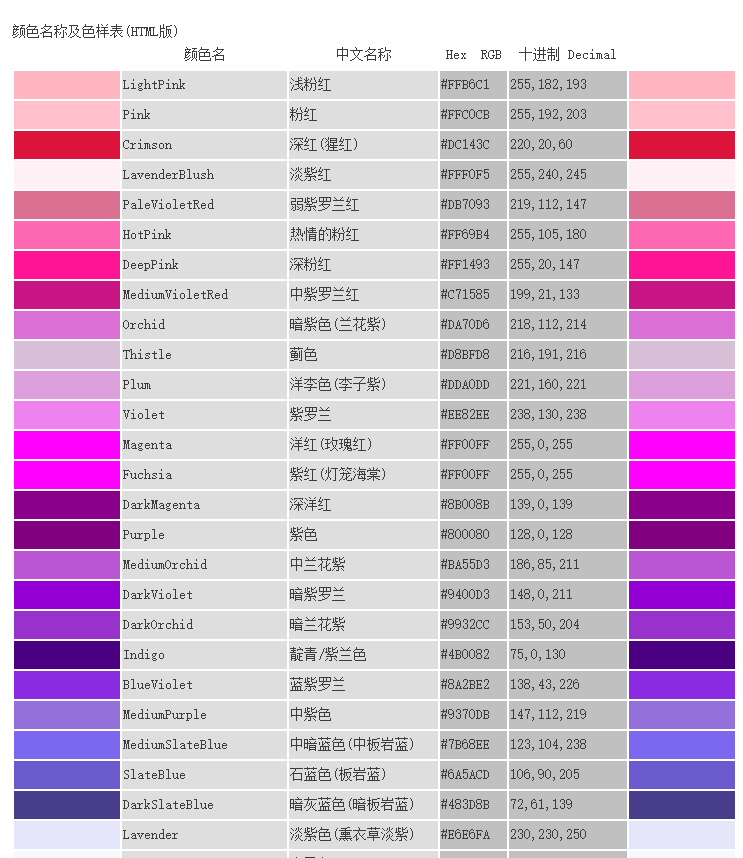 颜色名称及色样表(HTML版)
颜色名 中文名称 Hex RGB 十进制 Decimal
LightPink 浅粉红 #FFB6C1 255,182,193
Pink 粉红 #FFC0CB 255,192,203
Crimson 深红(猩红) #DC143C 220,20,60
LavenderBlush 淡紫红 #FFF0F5 255,240,245
PaleVioletRed 弱紫罗兰红 #DB7093 219,112,147
HotPink 热情的粉红 #FF69B4 255,105,180
DeepPink 深粉红 #FF1493 255,20,147
MediumVioletRed 中紫罗兰红 #C71585 199,21,133
Orchid 暗紫色(兰花紫) #DA70D6 218,112,214
Thistle 蓟色 #D8BFD8 216,191,216
Plum 洋李色(李子紫) #DDA0DD 221,160,221
Violet 紫罗兰 #EE82EE 238,130,238
Magenta 洋红(玫瑰红) #FF00FF 255,0,255
Fuchsia 紫红(灯笼海棠) #FF00FF 255,0,255
DarkMagenta 深洋红 #8B008B 139,0,139
Purple 紫色 #800080 128,0,128
MediumOrchid 中兰花紫 #BA55D3 186,85,211
DarkViolet 暗紫罗兰 #9400D3 148,0,211
DarkOrchid 暗兰花紫 #9932CC 153,50,204
Indigo 靛青/紫兰色 #4B0082 75,0,130
BlueViolet 蓝紫罗兰 #8A2BE2 138,43,226
MediumPurple 中紫色 #9370DB 147,112,219
MediumSlateBlue 中暗蓝色(中板岩蓝) #7B68EE 123,104,238
SlateBlue 石蓝色(板岩蓝) #6A5ACD 106,90,205
DarkSlateBlue 暗灰蓝色(暗板岩蓝) #483D8B 72,61,139
Lavender 淡紫色(熏衣草淡紫) #E6E6FA 230,230,250